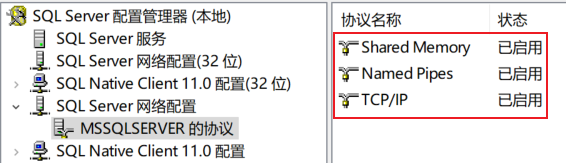 SQL Server 配置管理器 (本地)
SQL Server 服务
SQL Server 网络配置(32 位)
SQL Native Client 11.0 配置(32 位)
SQL Server 网络配置
MSSQLSERVER 的协议
SQL Native Client 11.0 配置
协议名称 状态
Shared Memory 已启用
Named Pipes 已启用
TCP/IP 已启用